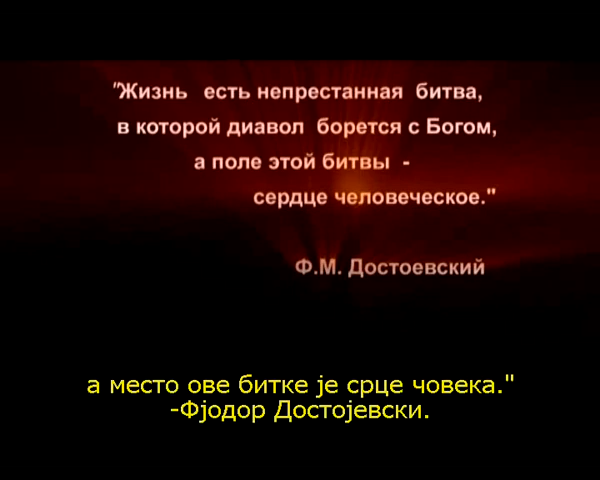 "Жизнь есть непрестанная битва,
в которой диавол борется с Богом,
а поле этой битвы -
сердце человеческое."
Ф.М. Достоевский
а место ове битке је срце човека."
-Фјодор Достојевски.